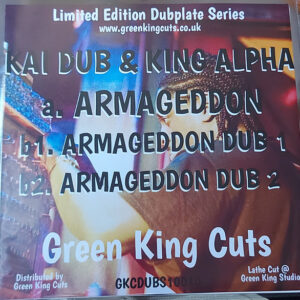 Limited Edition Dubplate Series
www.greenkingcuts.co.uk
KAI DUB & KING ALPHA
a. ARMAGEDDON
b1. ARMAGEDDON DUB 1
b2. ARMAGEDDON DUB 2
Green King Cuts
Distributed by
Green King Cuts
Lathe Cut @
Green King Studio